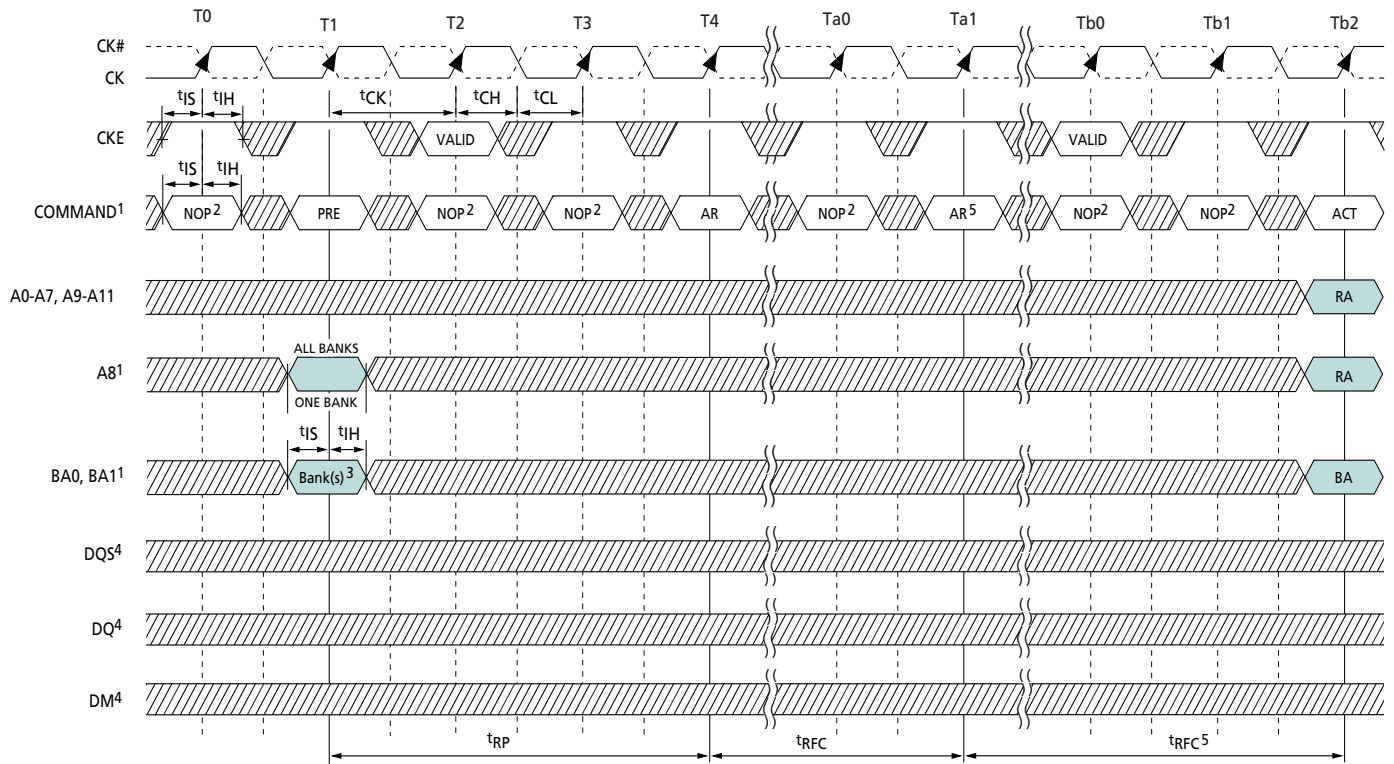 T0 T1 T2 T3 T4 Ta0 Ta1 Tb0 Tb1 Tb2
CK#
CK
tIS tIH tCK tCH tCL
CKE VALID VALID
tIS tIH
COMMAND1 NOP2 PRE NOP2 NOP2 AR NOP2 AR5 NOP2 NOP2 ACT
A0-A7, A9-A11 RA
ALL BANKS
A81 RA
ONE BANK
tIS tIH
BA0, BA11 Bank(s)3 BA
DQS4
DQ4
DM4
tRP tRFC tRFC5